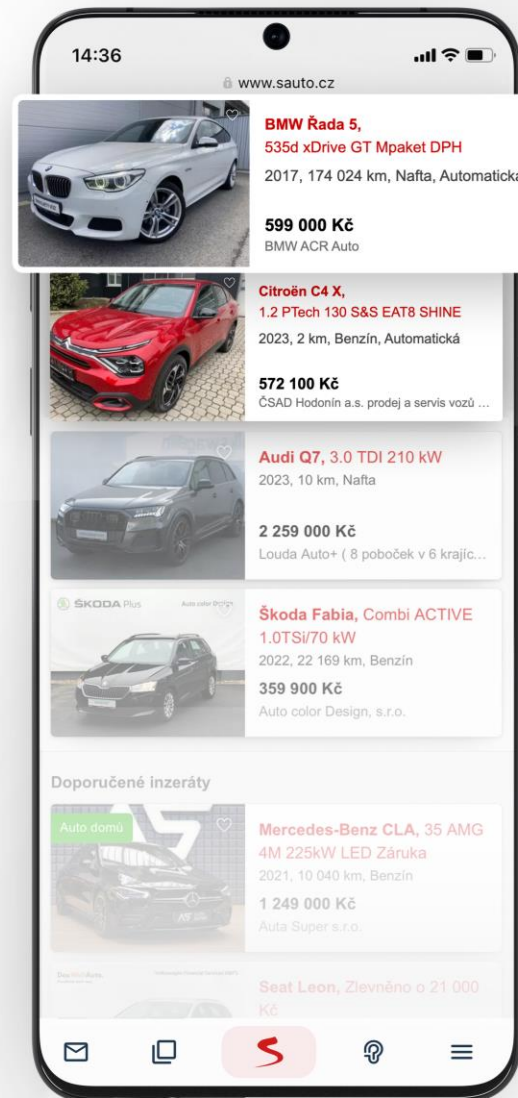 14:36
www.sauto.cz
BMW Řada 5,
535d xDrive GT Mpaket DPH
2017, 174 024 km, Nafta, Automatická
599 000 Kč
BMW ACR Auto
Citroën C4 X,
1.2 PTech 130 S&S EAT8 SHINE
2023, 2 km, Benzín, Automatická
572 100 Kč
ČSAD Hodonín a.s. prodej a servis vozů ...
Audi Q7, 3.0 TDI 210 kW
2023, 10 km, Nafta
2 259 000 Kč
Louda Auto+ ( 8 poboček v 6 krajíc...
ŠKODA Plus
Auto color Design
Škoda Fabia, Combi ACTIVE
1.0TSi/70 kW
2022, 22 169 km, Benzín
359 900 Kč
Auto color Design, s.r.o.
Doporučené inzeráty
Auto domů
Mercedes-Benz CLA, 35 AMG
4M 225kW LED Záruka
2021, 10 040 km, Benzín
1 249 000 Kč
Auta Super s.r.o.
Seat Leon, Zlevněno o 21 000
Kč